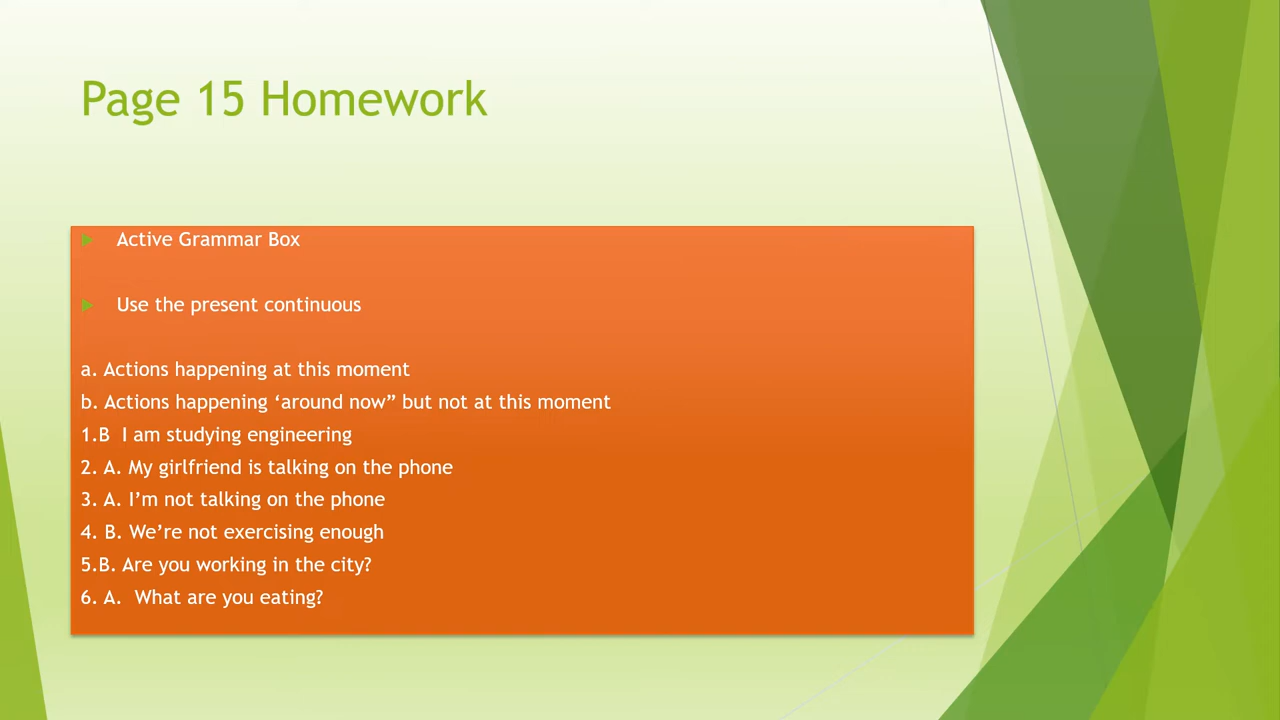 Page 15 Homework
Active Grammar Box
Use the present continuous
a. Actions happening at this moment
b. Actions happening ‘around now” but not at this moment
1.B  I am studying engineering
2. A. My girlfriend is talking on the phone
3. A. I’m not talking on the phone
4. B. We’re not exercising enough
5.B. Are you working in the city?
6. A.  What are you eating?